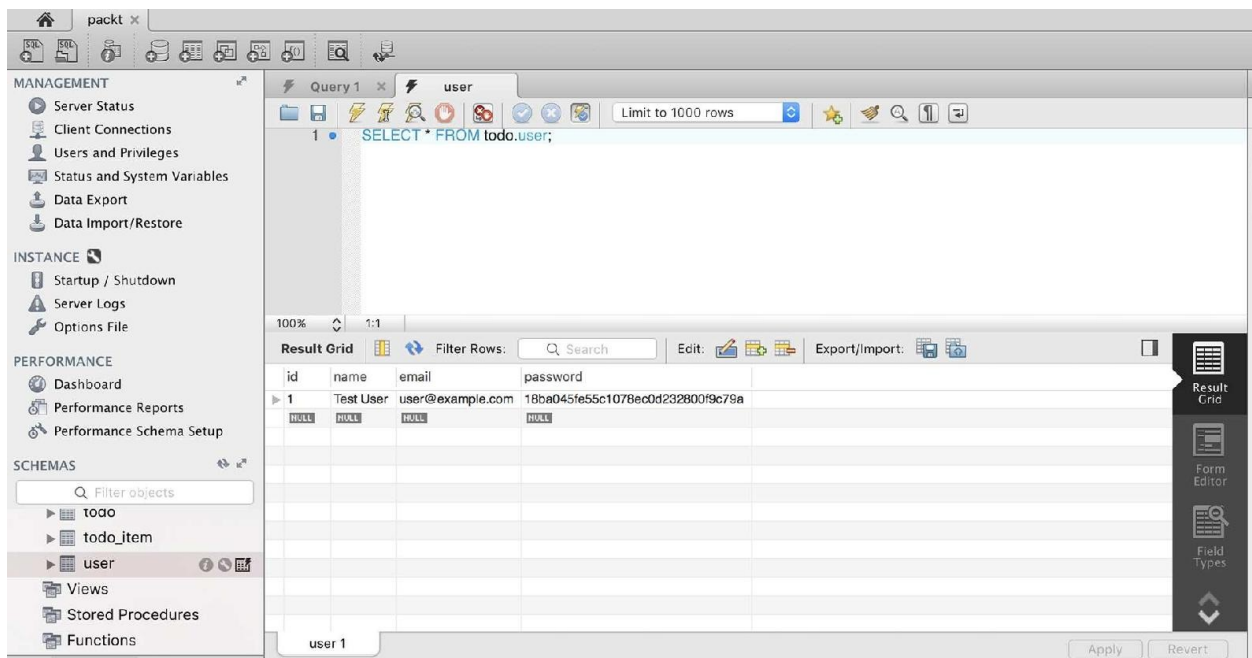 packt ×
MANAGEMENT
Server Status
Client Connections
Users and Privileges
Status and System Variables
Data Export
Data Import/Restore
INSTANCE
Startup / Shutdown
Server Logs
Options File
PERFORMANCE
Dashboard
Performance Reports
Performance Schema Setup
SCHEMAS
Filter objects
todo
todo_item
user
Views
Stored Procedures
Functions
Query 1 × user
Limit to 1000 rows
1 SELECT * FROM todo.user;
100% 1:1
Result Grid Filter Rows: Search Edit: Export/Import:
id name email password
1 Test User user@example.com 18ba045fe55c1078ec0d232800f9c79a
NULL NULL NULL NULL
user 1
Result
Grid
Form
Editor
Field
Types
Apply Revert